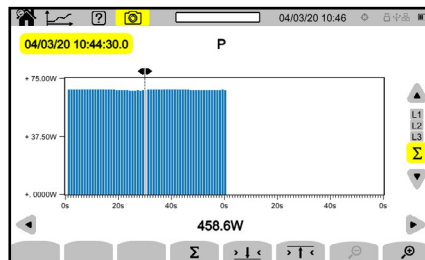 ? 04/03/20 10:46
04/03/20 10:44:30.0 P
+ 75.00W
+ 37.50W
+. 0000W
0s 20s 40s 0s 20s 40s 0s
L1
L2
L3
Σ
458.6W
Σ